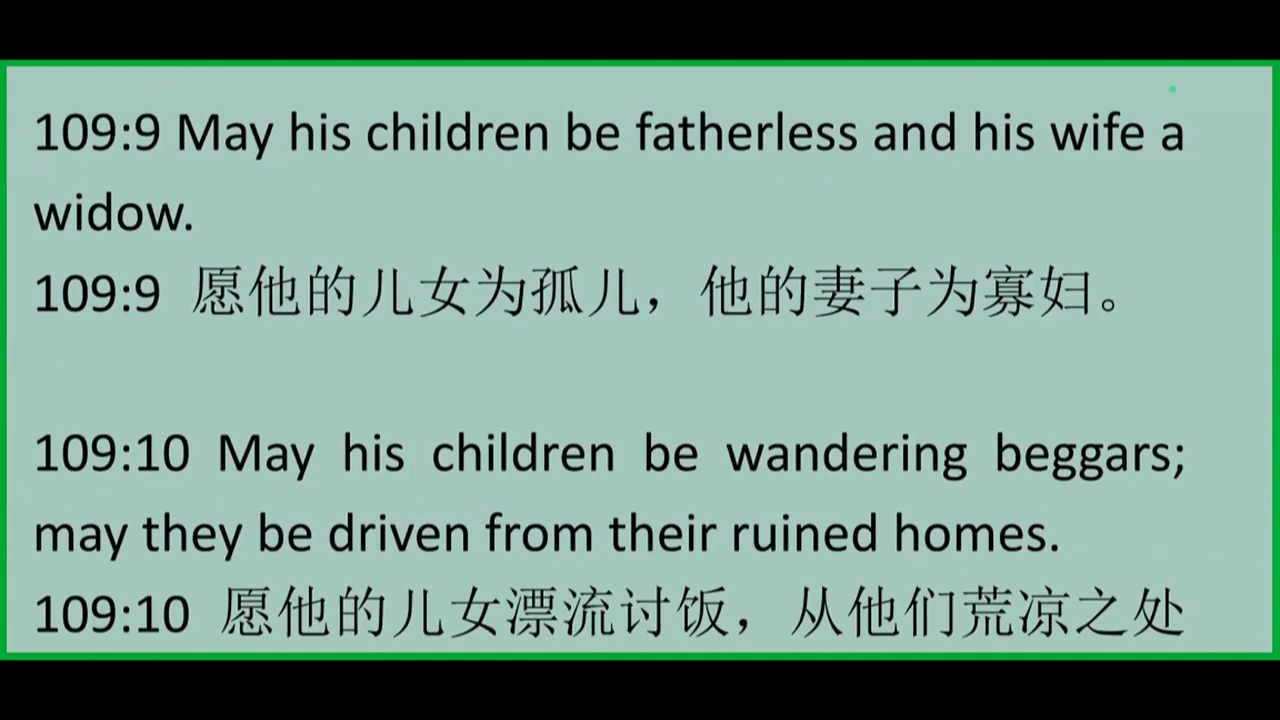 109:9 May his children be fatherless and his wife a
widow.
109:9 愿他的儿女为孤儿，他的妻子为寡妇。
109:10 May his children be wandering beggars;
may they be driven from their ruined homes.
109:10 愿他的儿女漂流讨饭，从他们荒凉之处